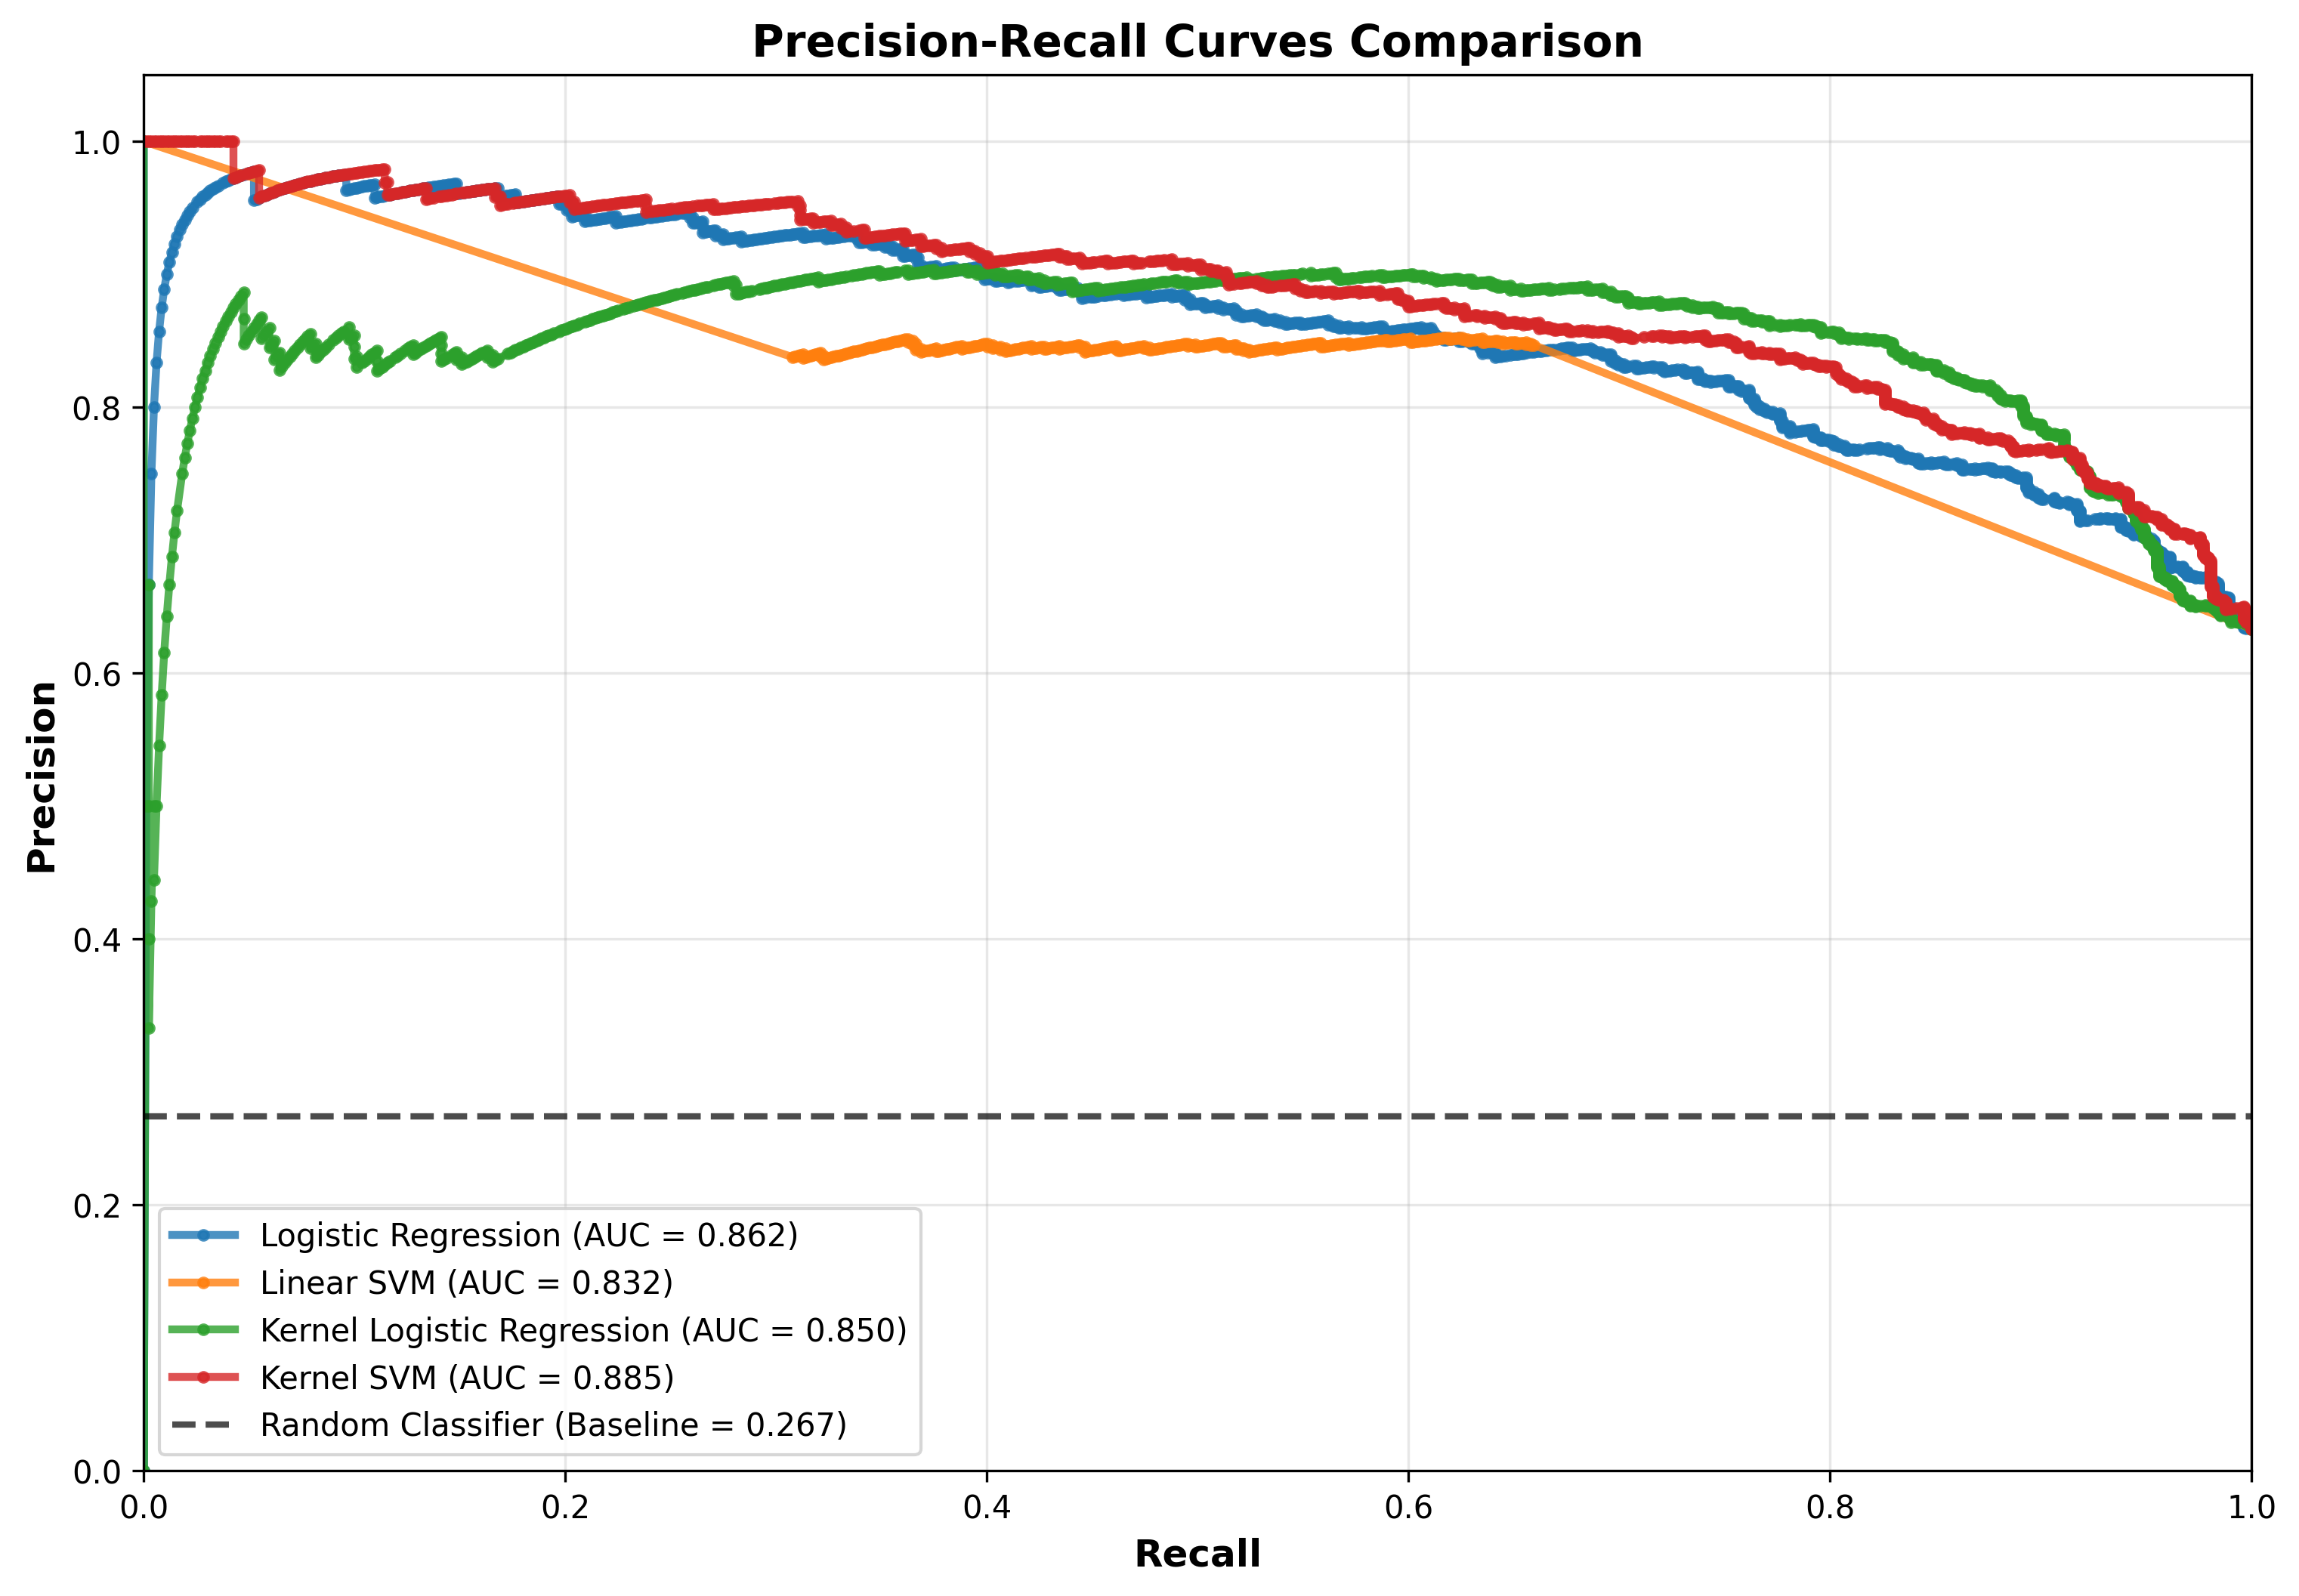 Precision-Recall Curves Comparison
Precision
1.0
0.8
0.6
0.4
0.2
0.0
Logistic Regression (AUC = 0.862)
Linear SVM (AUC = 0.832)
Kernel Logistic Regression (AUC = 0.850)
Kernel SVM (AUC = 0.885)
Random Classifier (Baseline = 0.267)
0.0 0.2 0.4 0.6 0.8 1.0
Recall